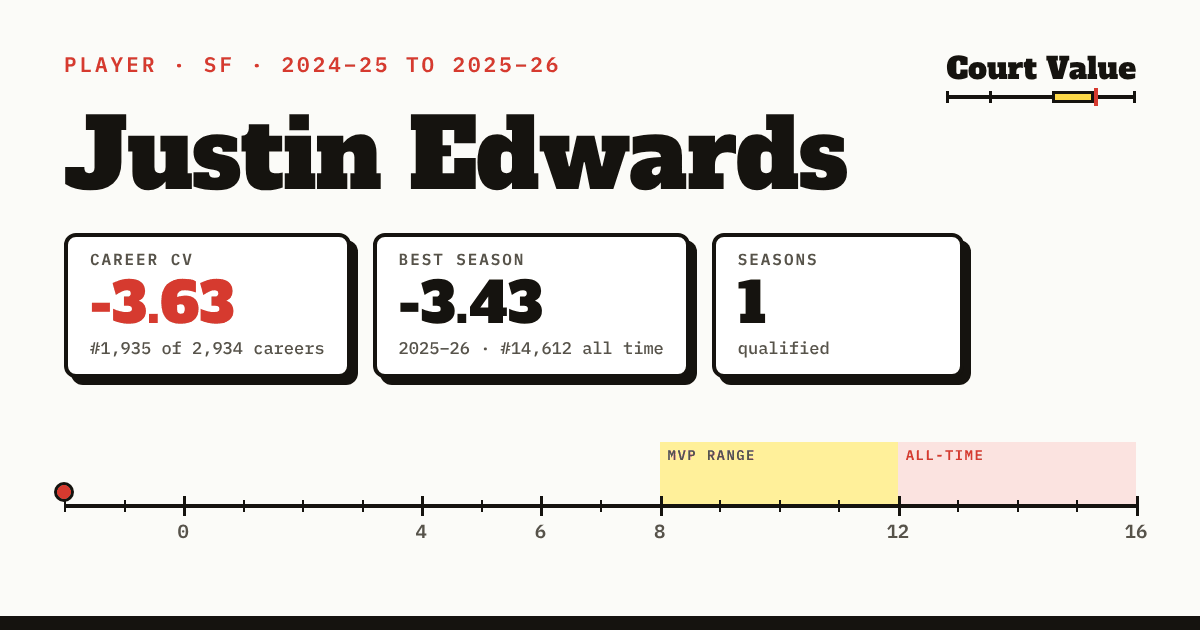 PLAYER · SF · 2024–25 TO 2025–26
Court Value
Justin Edwards
CAREER CV
-3.63
#1,935 of 2,934 careers
BEST SEASON
-3.43
2025–26 · #14,612 all time
SEASONS
1
qualified
MVP RANGE
ALL-TIME
0 4 6 8 12 16